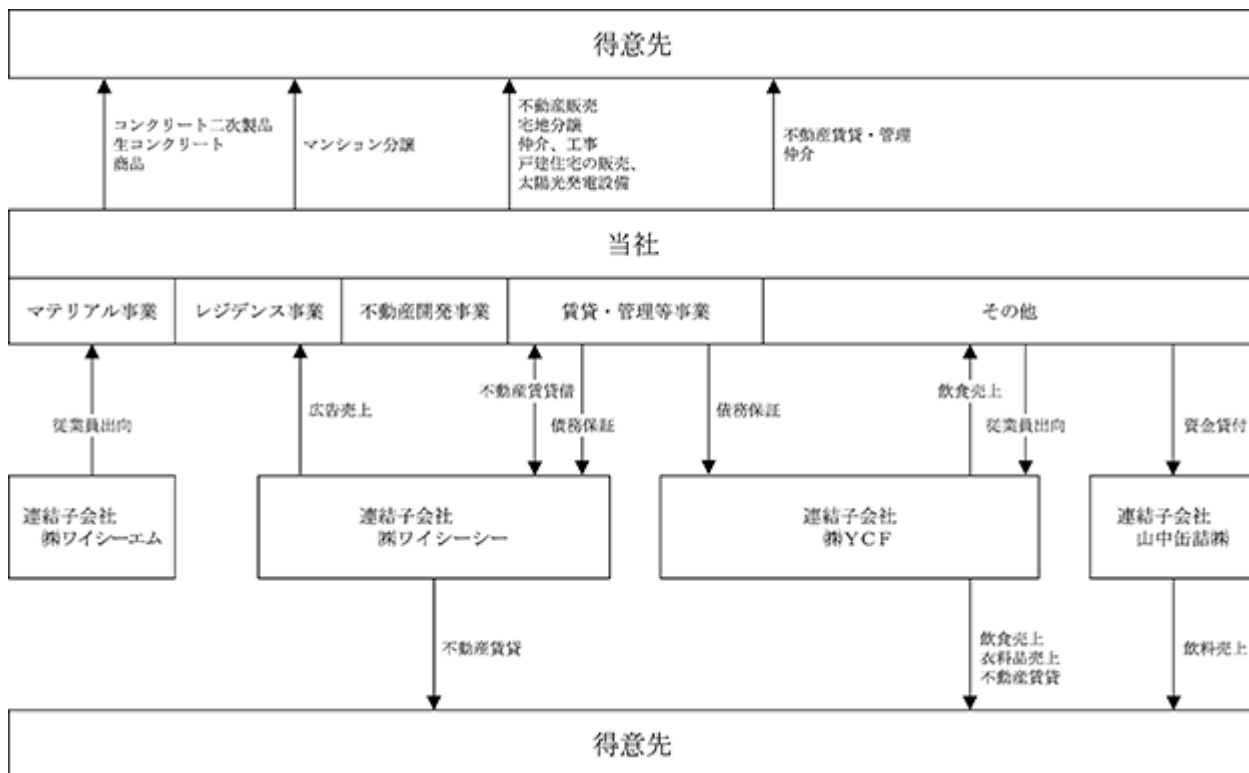 得意先
コンクリート二次製品
生コンクリート
商品
マンション分譲
不動産販売
宅地分譲
仲介、工事
戸建住宅の販売、
太陽光発電設備
不動産賃貸・管理
仲介
当社
マテリアル事業
レジデンス事業
不動産開発事業
賃貸・管理等事業
その他
従業員出向
広告売上
不動産賃貸借
債務保証
債務保証
飲食売上
従業員出向
資金貸付
連結子会社
㈱ワイシーエム
連結子会社
㈱ワイシーシー
連結子会社
㈱YCF
連結子会社
山中缶詰㈱
不動産賃貸
飲食売上
衣料品売上
不動産賃貸
飲料売上
得意先